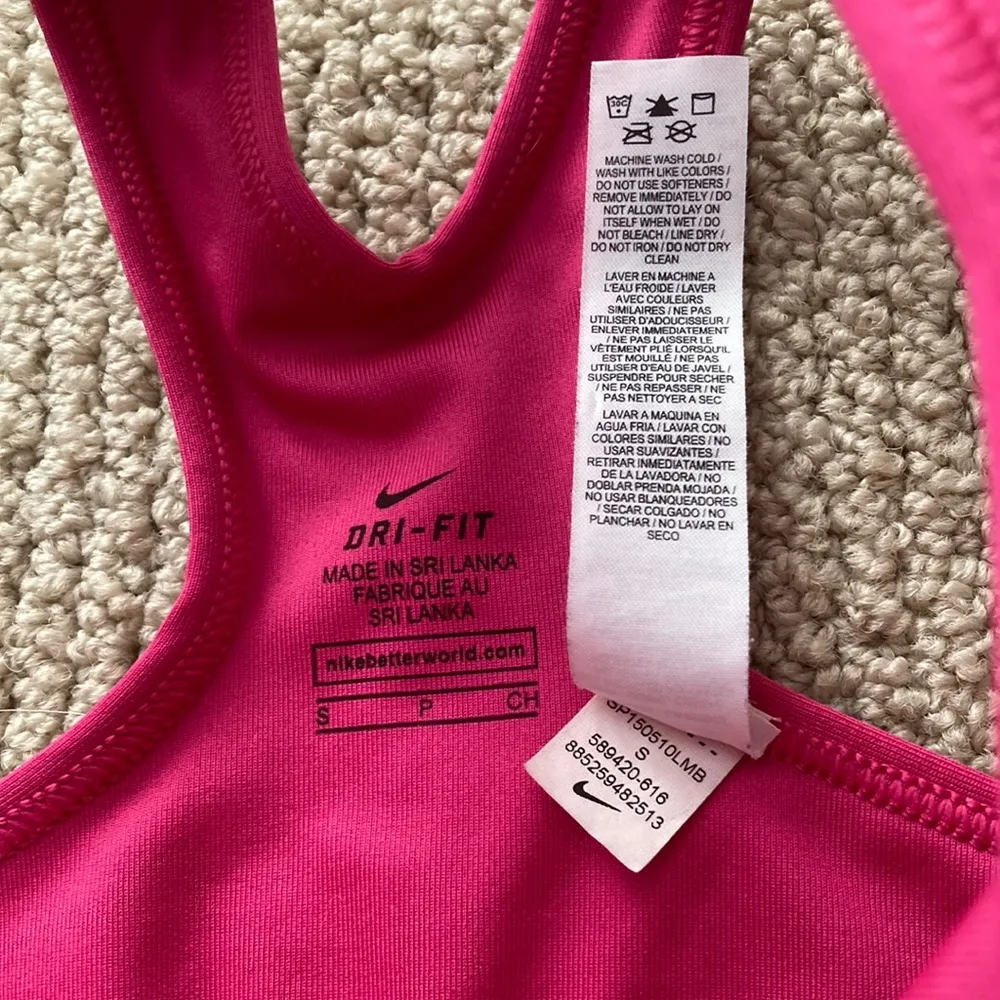 30C
MACHINE WASH COLD /
WASH WITH LIKE COLORS /
DO NOT USE SOFTENERS /
REMOVE IMMEDIATELY / DO
NOT ALLOW TO LAY ON
ITSELF WHEN WET / DO
NOT BLEACH / LINE DRY /
DO NOT IRON / DO NOT DRY
CLEAN
LAVER EN MACHINE A
L'EAU FROIDE / LAVER
AVEC COULEURS
SIMILAIRES / NE PAS
UTILISER D'ADOUCISSEUR /
ENLEVER IMMEDIATEMENT
/ NE PAS LAISSER LE
VÊTEMENT PLIÉ LORSQU'IL
EST MOUILLÉ / NE PAS
UTILISER D'EAU DE JAVEL /
SUSPENDRE POUR SECHER
/ NE PAS REPASSER / NE
PAS NETTOYER A SEC
LAVAR A MAQUINA EN
AGUA FRIA / LAVAR CON
COLORES SIMILARES / NO
USAR SUAVIZANTES /
RETIRAR INMEDIATAMENTE
DE LA LAVADORA / NO
DOBLAR PRENDA MOJADA /
NO USAR BLANQUEADORES
/ SECAR COLGADO / NO
PLANCHAR / NO LAVAR EN
SECO
DRI-FIT
MADE IN SRI LANKA
FABRIQUE AU
SRI LANKA
nikebetterworld.com
S P CH
SP150510LMB
S
589420-616
885259482513